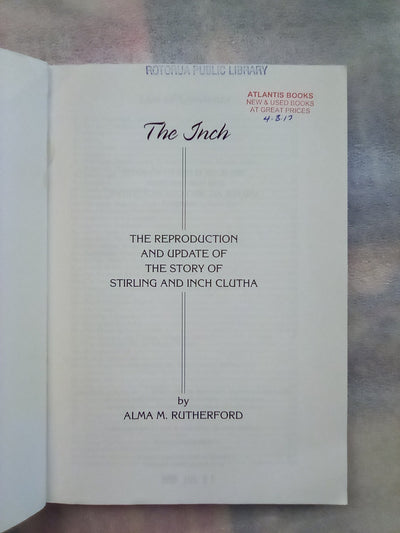 ROTORUA PUBLIC LIBRARY
ATLANTIS BOOKS
NEW & USED BOOKS
AT GREAT PRICES
4-8-17
The Inch
THE REPRODUCTION
AND UPDATE OF
THE STORY OF
STIRLING AND INCH CLUTHA
by
ALMA M. RUTHERFORD